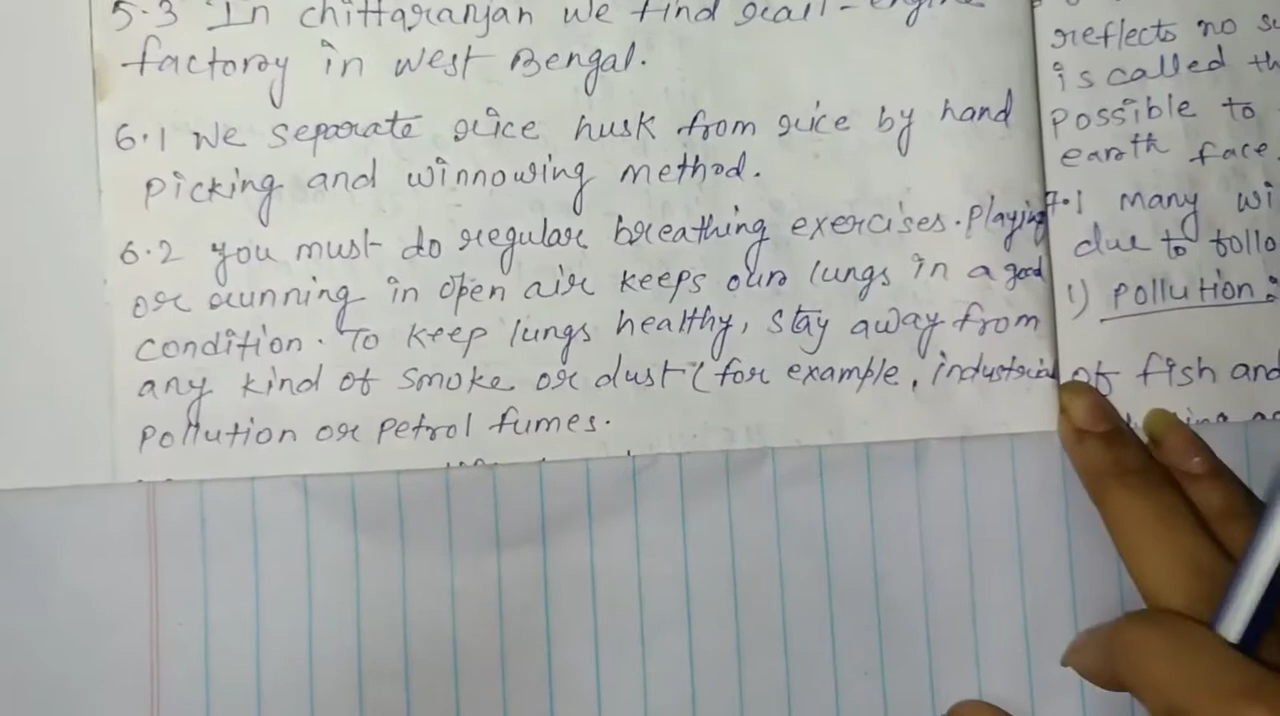 5.3 In chittaranjan we find rail-engine
factory in west Bengal.
6.1 We separate rice husk from rice by hand
picking and winnowing method.
6.2 you must do regular breathing exercises. Playing
or running in open air keeps our lungs in a good
condition. To keep lungs healthy, stay away from
any kind of smoke or dust (for example, industrial
pollution or petrol fumes.
reflects no
is called
possible to
earth face.
7.1 Many
due to
1) pollution:
of fish and